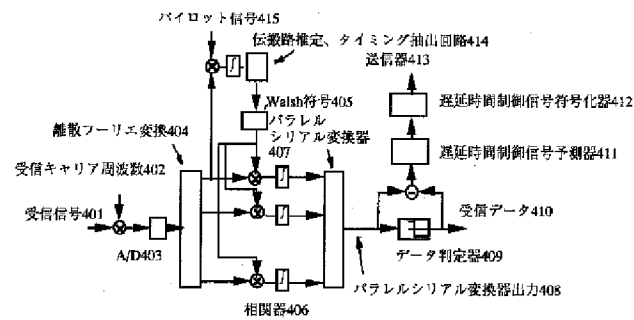 パイロット信号415
伝搬路推定、タイミング抽出回路414
送信器413
Walsh符号405
遅延時間制御信号符号化器412
離散フーリエ変換404
パラレル
シリアル変換器
407
遅延時間制御信号予測器411
受信キャリア周波数402
受信信号401
受信データ410
A/D403
データ判定器409
パラレルシリアル変換器出力408
相関器406